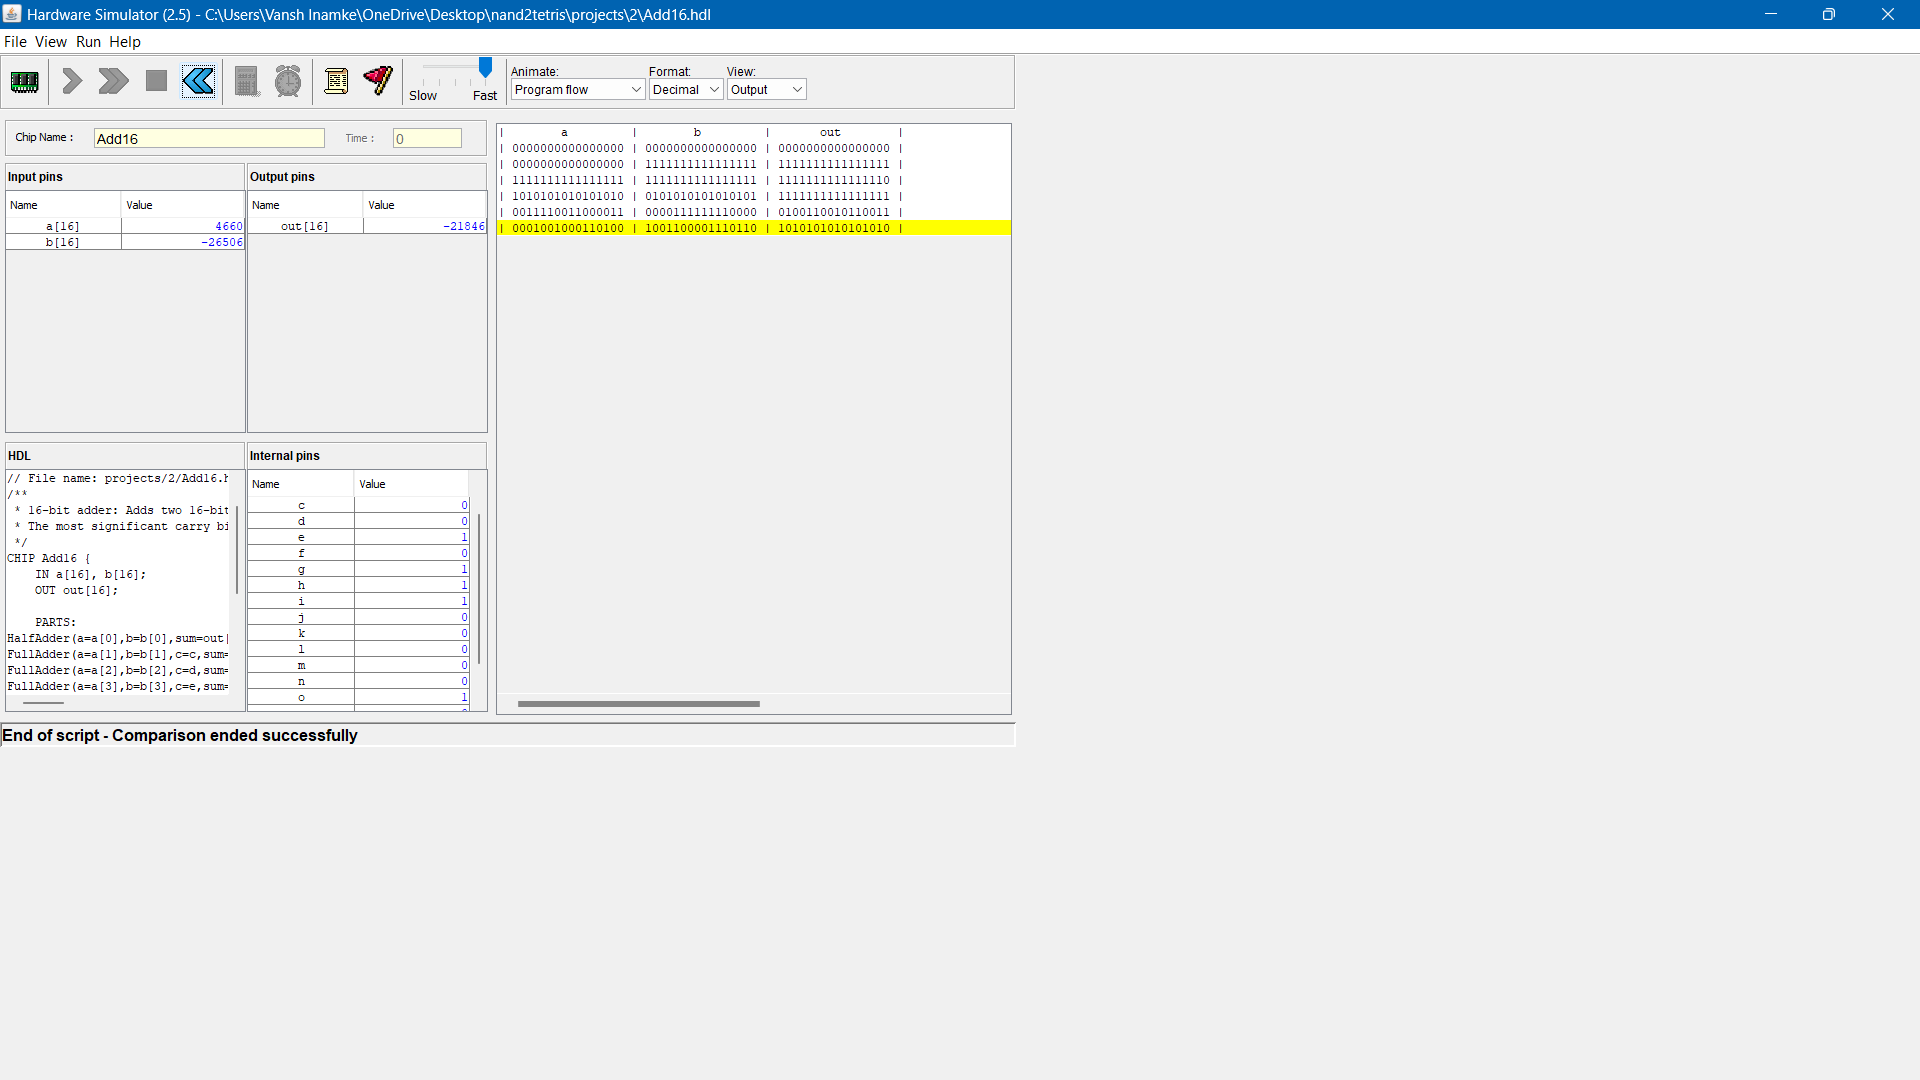 Hardware Simulator (2.5) - C:\Users\Vansh Inamke\OneDrive\Desktop\nand2tetris\projects\2\Add16.hdl
File View Run Help
Slow Fast
Animate: Format: View:
Program flow Decimal Output
Chip Name : Add16 Time : 0
Input pins
Name Value
a[16] 4660
b[16] -26506
Output pins
Name Value
out[16] -21846
HDL
// File name: projects/2/Add16.h
/**
* 16-bit adder: Adds two 16-bit
* The most significant carry bi
*/
CHIP Add16 {
IN a[16], b[16];
OUT out[16];
PARTS:
HalfAdder(a=a[0],b=b[0],sum=out[
FullAdder(a=a[1],b=b[1],c=c,sum=
FullAdder(a=a[2],b=b[2],c=d,sum=
FullAdder(a=a[3],b=b[3],c=e,sum=
Internal pins
Name Value
c 0
d 0
e 1
f 0
g 1
h 1
i 1
j 0
k 0
l 0
m 0
n 0
o 1
| a | b | out |
| 0000000000000000 | 0000000000000000 | 0000000000000000 |
| 0000000000000000 | 1111111111111111 | 1111111111111111 |
| 1111111111111111 | 1111111111111111 | 1111111111111110 |
| 1010101010101010 | 0101010101010101 | 1111111111111111 |
| 0011110011000011 | 0000111111110000 | 0100110010110011 |
| 0001001000110100 | 1001100001110110 | 1010101010101010 |
End of script - Comparison ended successfully